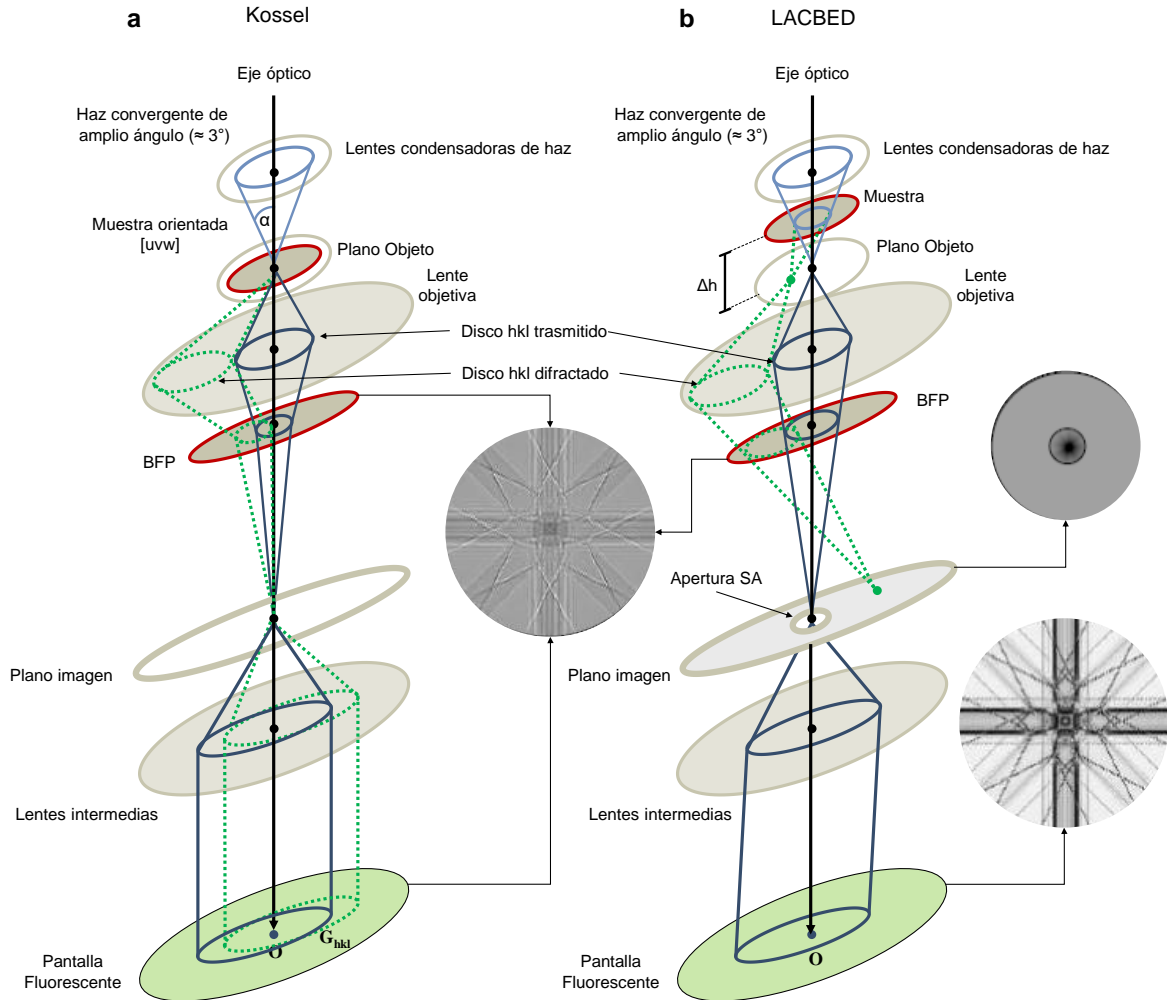 a
Kossel
Eje óptico
Haz convergente de
amplio ángulo (≈ 3°)
Lentes condensadoras de haz
α
Muestra orientada
[uvw]
Plano Objeto
Lente
objetiva
Disco hkl trasmitido
Disco hkl difractado
BFP
Plano imagen
Lentes intermedias
G_hkl
O
Pantalla
Fluorescente
b
LACBED
Eje óptico
Haz convergente de
amplio ángulo (≈ 3°)
Lentes condensadoras de haz
Muestra
Plano Objeto
Δh
Lente
objetiva
BFP
Apertura SA
Plano imagen
Lentes intermedias
O
Pantalla
Fluorescente